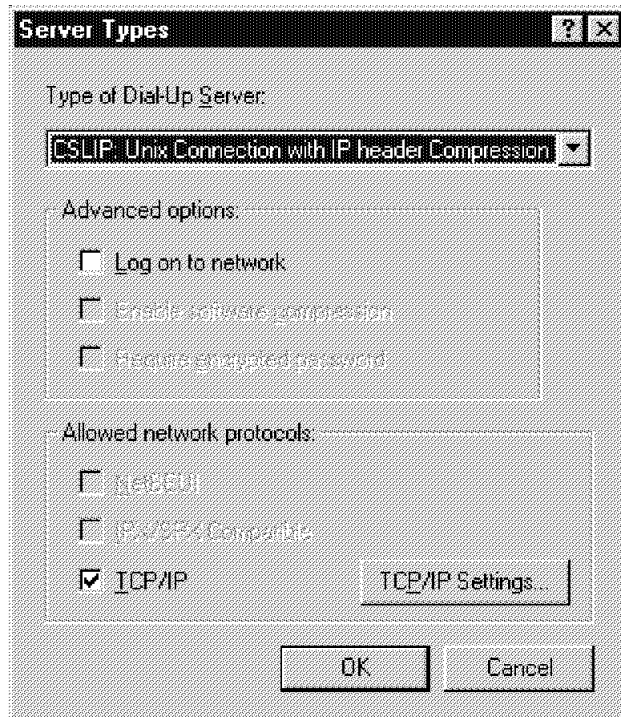 Server Types
Type of Dial-Up Server:
CSLIP: Unix Connection with IP header Compression
Advanced options:
Log on to network
Enable software compression
Require encrypted password
Allowed network protocols:
NetBEUI
IPX/SPX Compatible
TCP/IP
TCP/IP Settings...
OK
Cancel